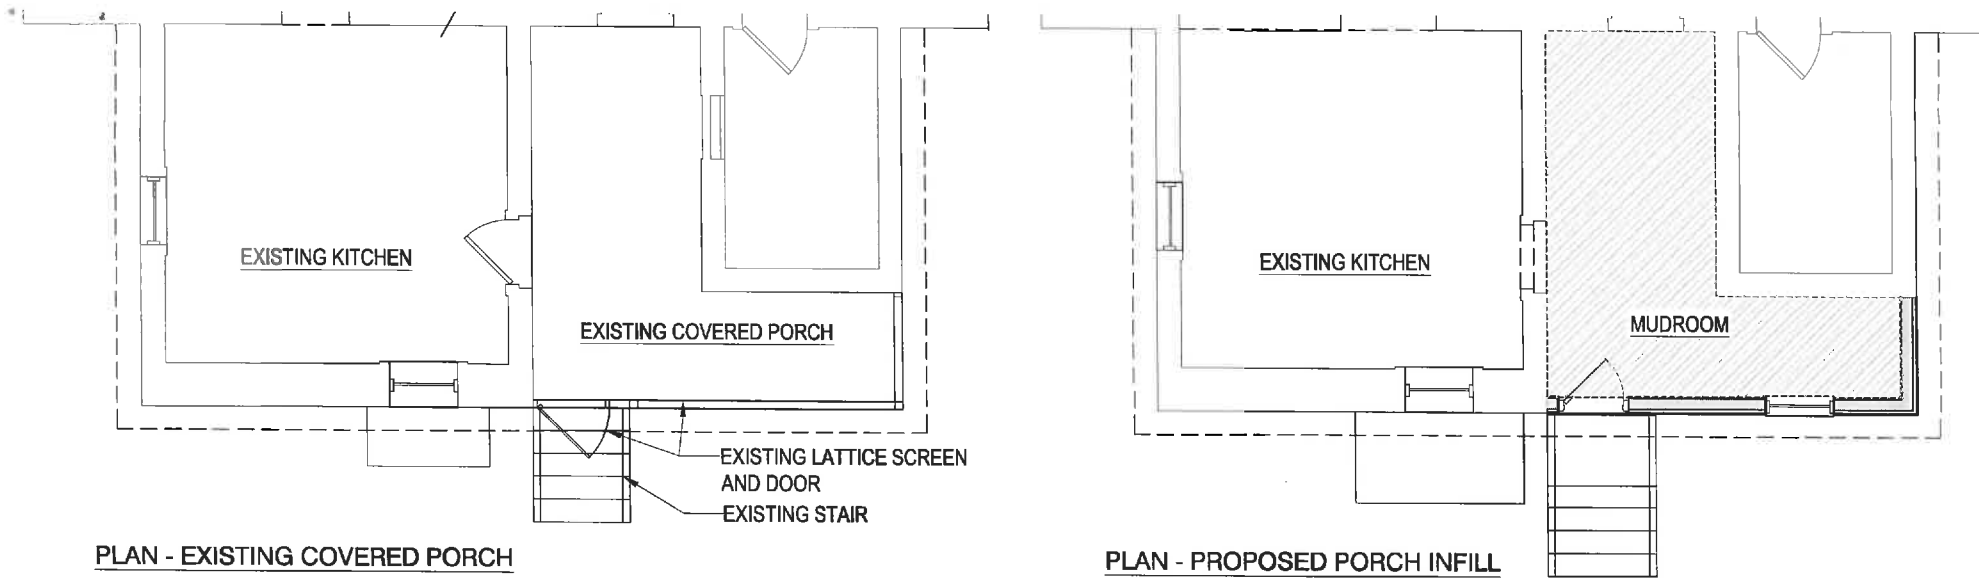 EXISTING KITCHEN
EXISTING COVERED PORCH
EXISTING LATTICE SCREEN
AND DOOR
EXISTING STAIR
PLAN - EXISTING COVERED PORCH
EXISTING KITCHEN
MUDROOM
PLAN - PROPOSED PORCH INFILL